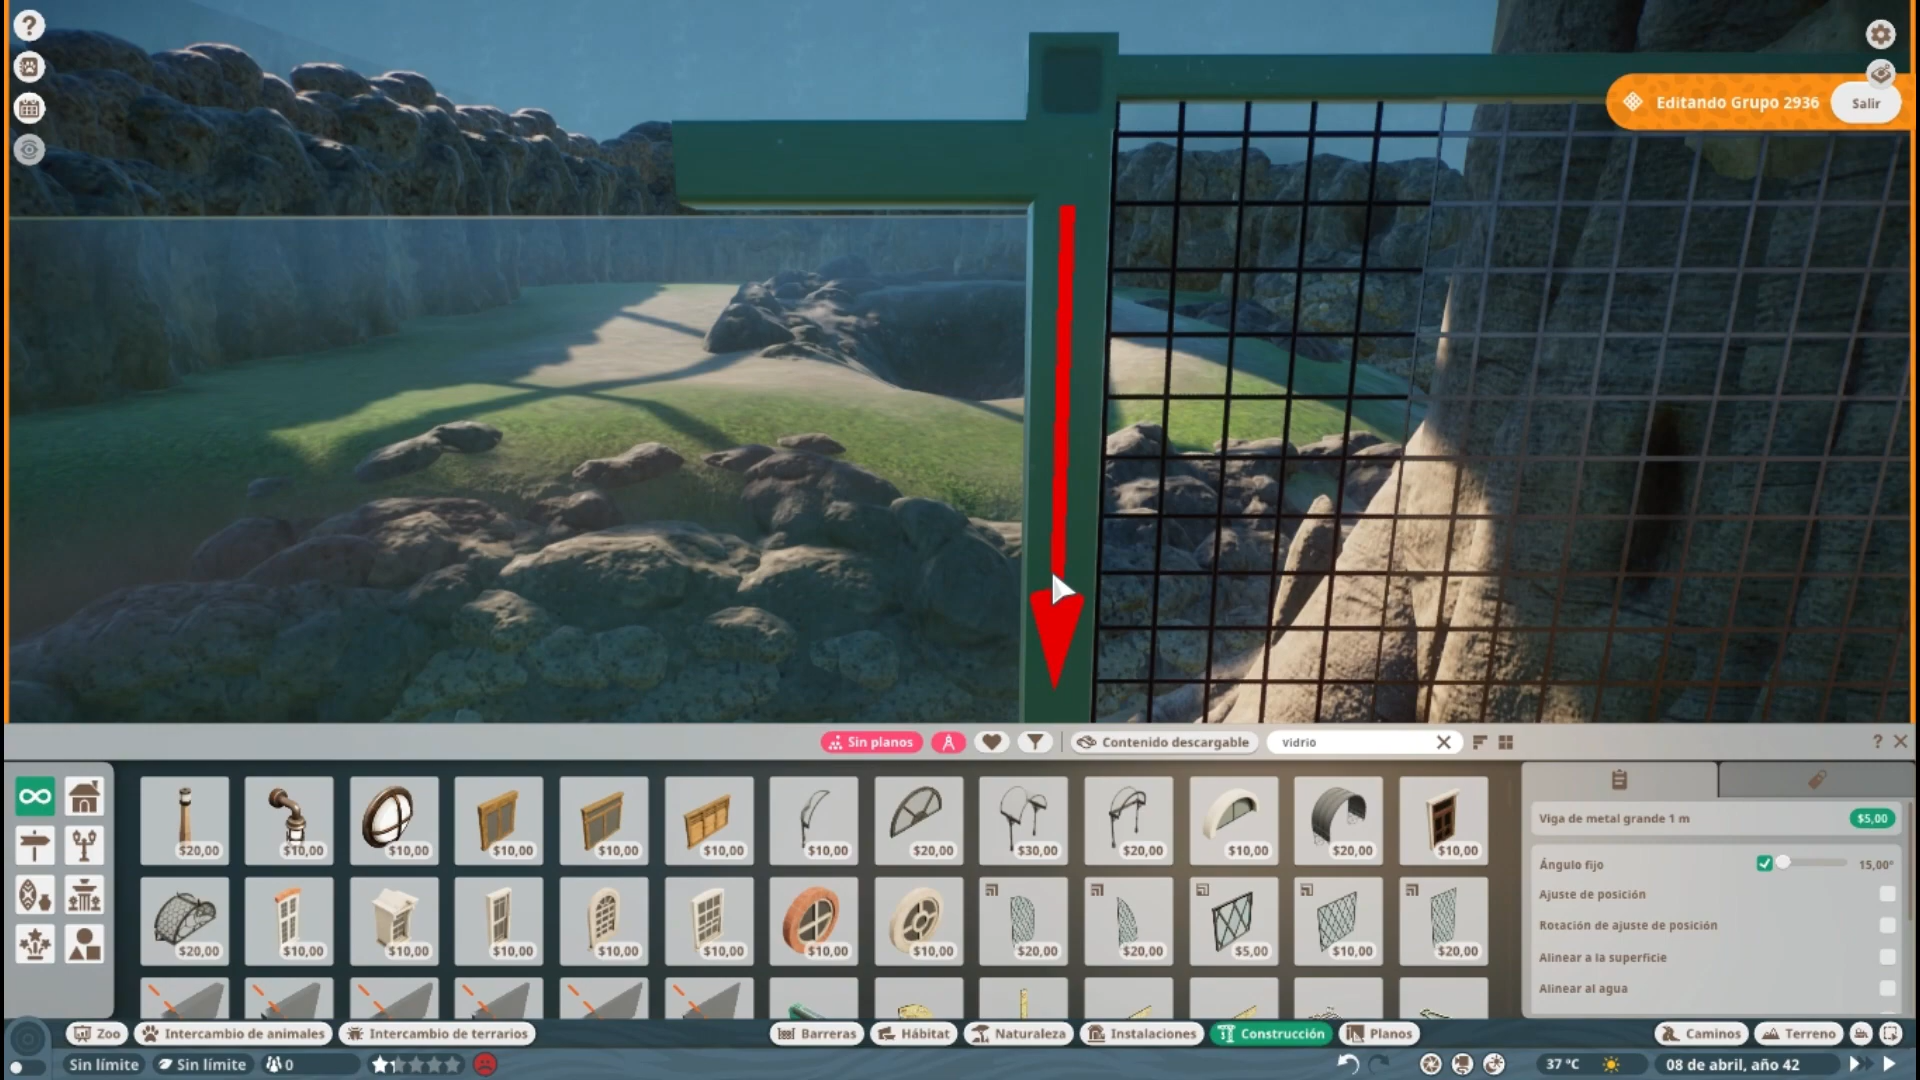 Editando Grupo 2936
Salir
Sin planos
Contenido descargable
vidrio
$20,00 $10,00 $10,00 $10,00 $10,00 $10,00 $10,00 $20,00 $30,00 $20,00 $10,00 $20,00 $10,00
$20,00 $10,00 $10,00 $10,00 $10,00 $10,00 $10,00 $10,00 $20,00 $20,00 $5,00 $10,00 $20,00
Viga de metal grande 1 m $5,00
Ángulo fijo 15,00°
Ajuste de posición
Rotación de ajuste de posición
Alinear a la superficie
Alinear al agua
Zoo Intercambio de animales Intercambio de terrarios Barreras Hábitat Naturaleza Instalaciones Construcción Planos Caminos Terreno
Sin límite Sin límite 0 37 °C 08 de abril, año 42